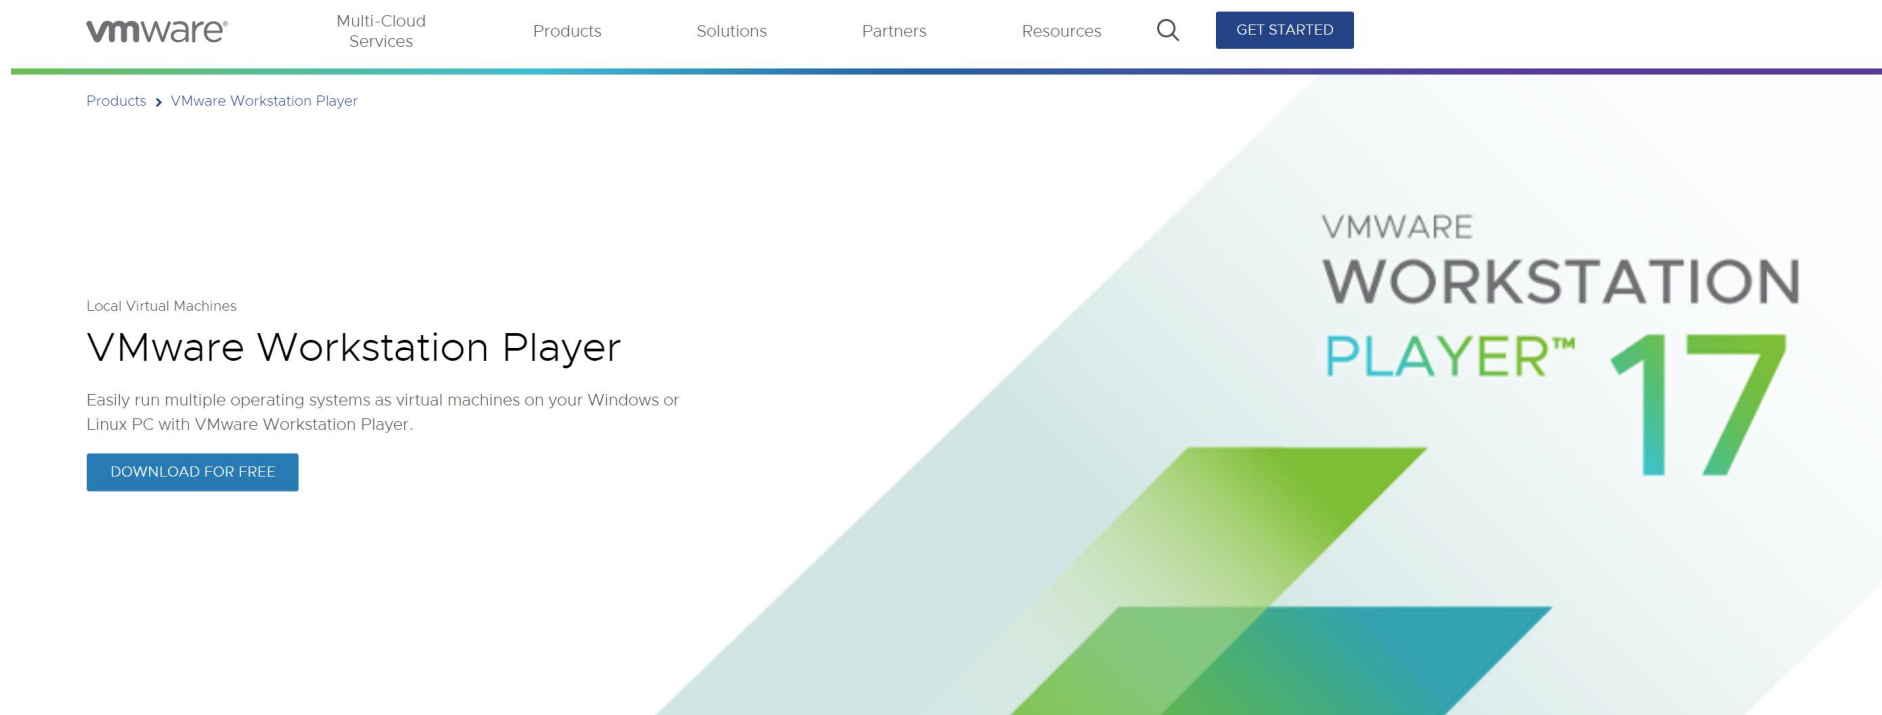 vmware®
Multi-Cloud
Services
Products
Solutions
Partners
Resources
GET STARTED
Products > VMware Workstation Player
Local Virtual Machines
VMware Workstation Player
Easily run multiple operating systems as virtual machines on your Windows or
Linux PC with VMware Workstation Player.
DOWNLOAD FOR FREE
VMWARE
WORKSTATION
PLAYER™ 17